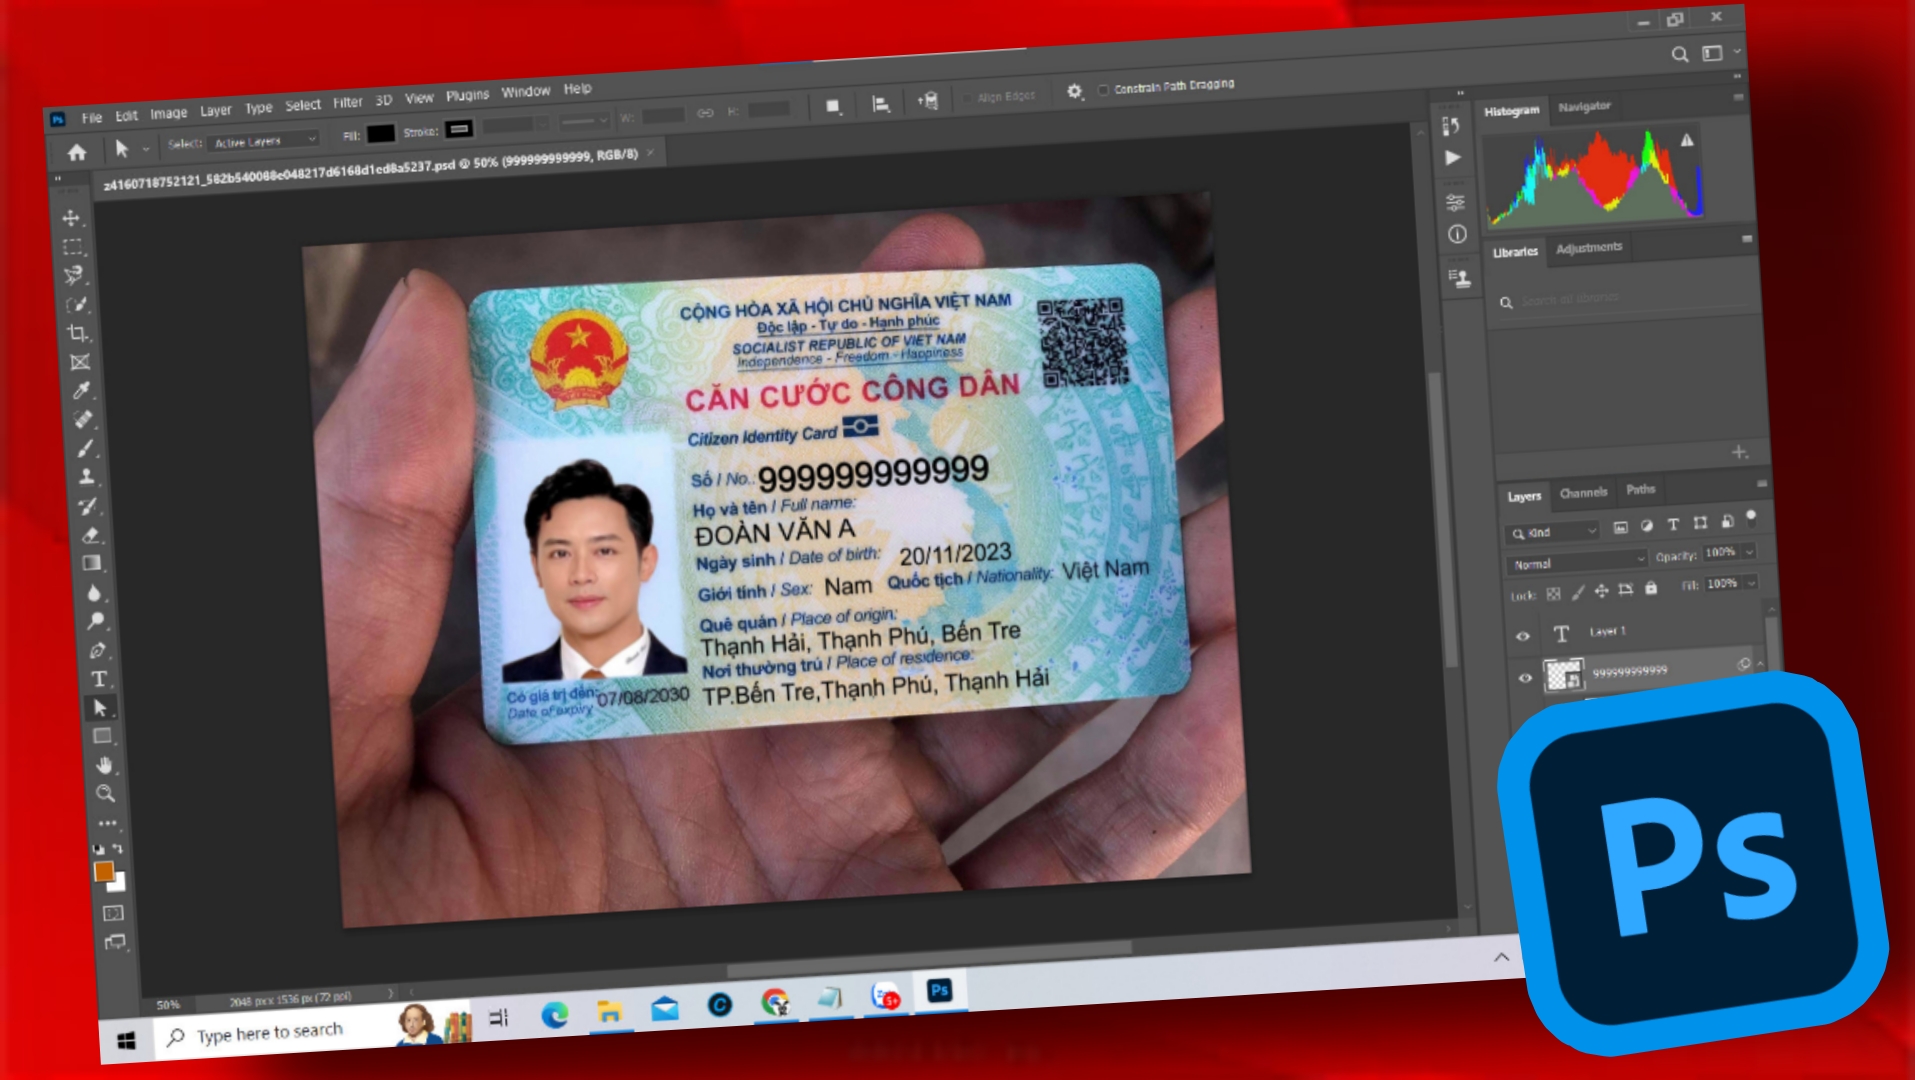 File Edit Image Layer Type Select Filter 3D View Plugins Window Help
Select: Active Layers Fill: Stroke: W: H: Align Edges Constrain Path Dragging
z4160718752121_582b540088e048217d6168d1ed8a5237.psd @ 50% (999999999999, RGB/8)
CỘNG HÒA XÃ HỘI CHỦ NGHĨA VIỆT NAM
Độc lập - Tự do - Hạnh phúc
SOCIALIST REPUBLIC OF VIET NAM
Independence - Freedom - Happiness
CĂN CƯỚC CÔNG DÂN
Citizen Identity Card
Số / No.: 999999999999
Họ và tên / Full name:
ĐOÀN VĂN A
Ngày sinh / Date of birth: 20/11/2023
Giới tính / Sex: Nam Quốc tịch / Nationality: Việt Nam
Quê quán / Place of origin:
Thạnh Hải, Thạnh Phú, Bến Tre
Nơi thường trú / Place of residence:
TP.Bến Tre,Thạnh Phú, Thạnh Hải
Có giá trị đến: 07/08/2030
Date of expiry
Histogram Navigator
Libraries Adjustments
Search all libraries
Layers Channels Paths
Kind
Normal Opacity: 100%
Lock: Fill: 100%
Layer 1
999999999999
50% 2048 px x 1536 px (72 ppi)
Type here to search
Ps